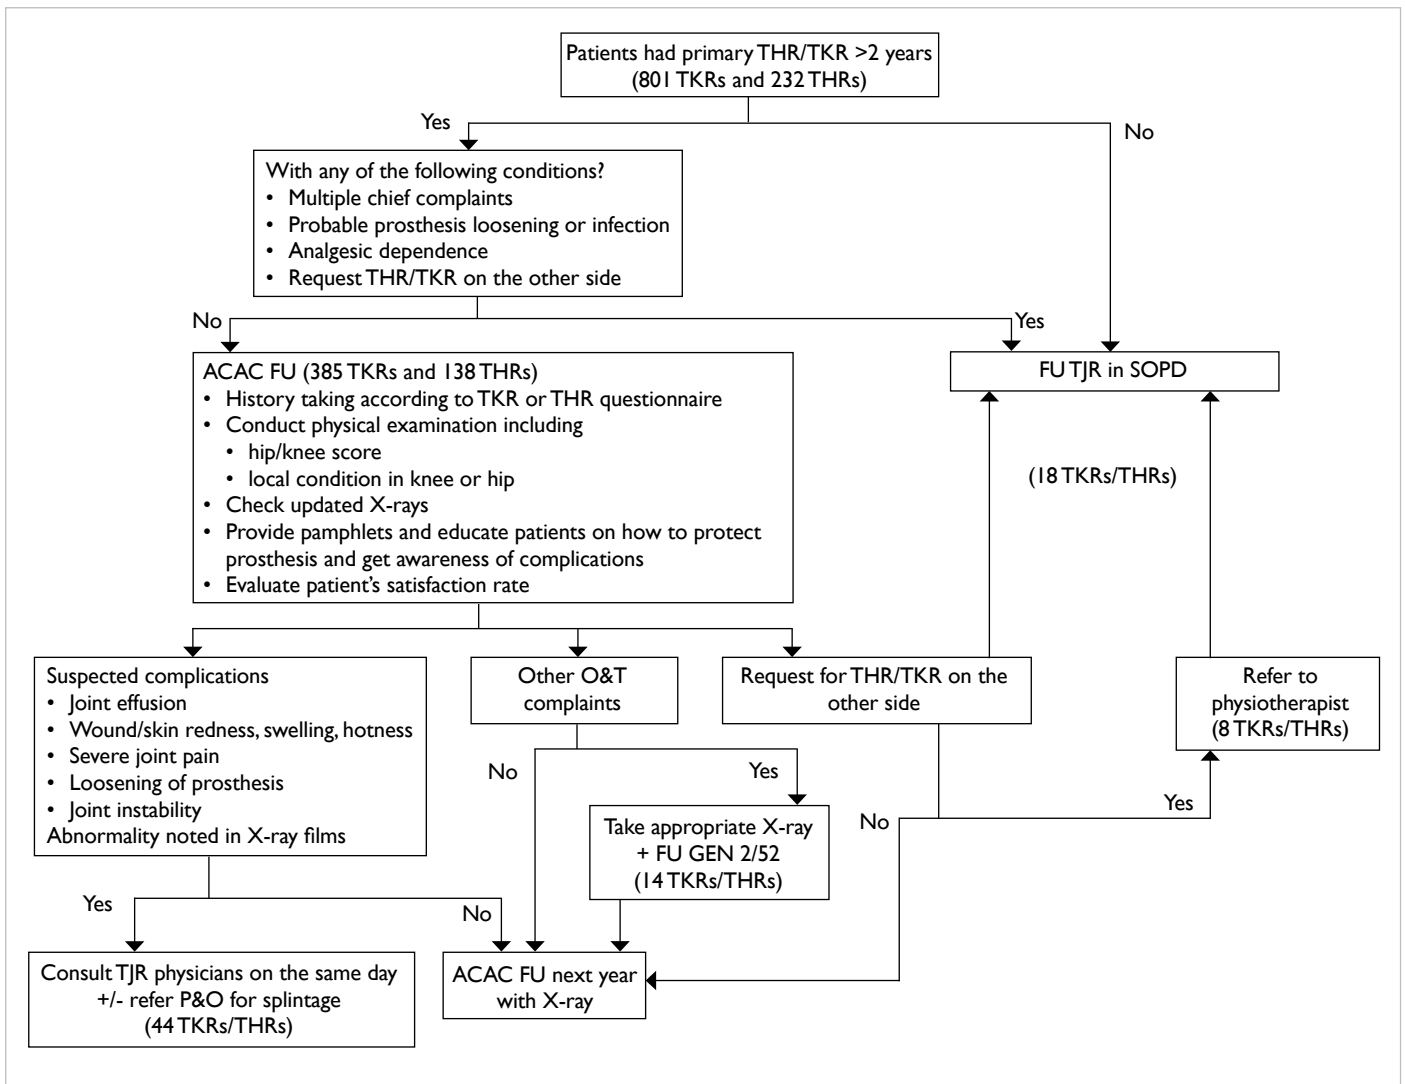 Patients had primary THR/TKR >2 years
(801 TKRs and 232 THRs)
Yes
No
With any of the following conditions?
• Multiple chief complaints
• Probable prosthesis loosening or infection
• Analgesic dependence
• Request THR/TKR on the other side
No
Yes
ACAC FU (385 TKRs and 138 THRs)
• History taking according to TKR or THR questionnaire
• Conduct physical examination including
• hip/knee score
• local condition in knee or hip
• Check updated X-rays
• Provide pamphlets and educate patients on how to protect
prosthesis and get awareness of complications
• Evaluate patient's satisfaction rate
FU TJR in SOPD
(18 TKRs/THRs)
Suspected complications
• Joint effusion
• Wound/skin redness, swelling, hotness
• Severe joint pain
• Loosening of prosthesis
• Joint instability
Abnormality noted in X-ray films
Other O&T
complaints
Request for THR/TKR on the
other side
Refer to
physiotherapist
(8 TKRs/THRs)
No
Yes
Take appropriate X-ray
+ FU GEN 2/52
(14 TKRs/THRs)
No
Yes
Yes
No
Consult TJR physicians on the same day
+/- refer P&O for splintage
(44 TKRs/THRs)
ACAC FU next year
with X-ray